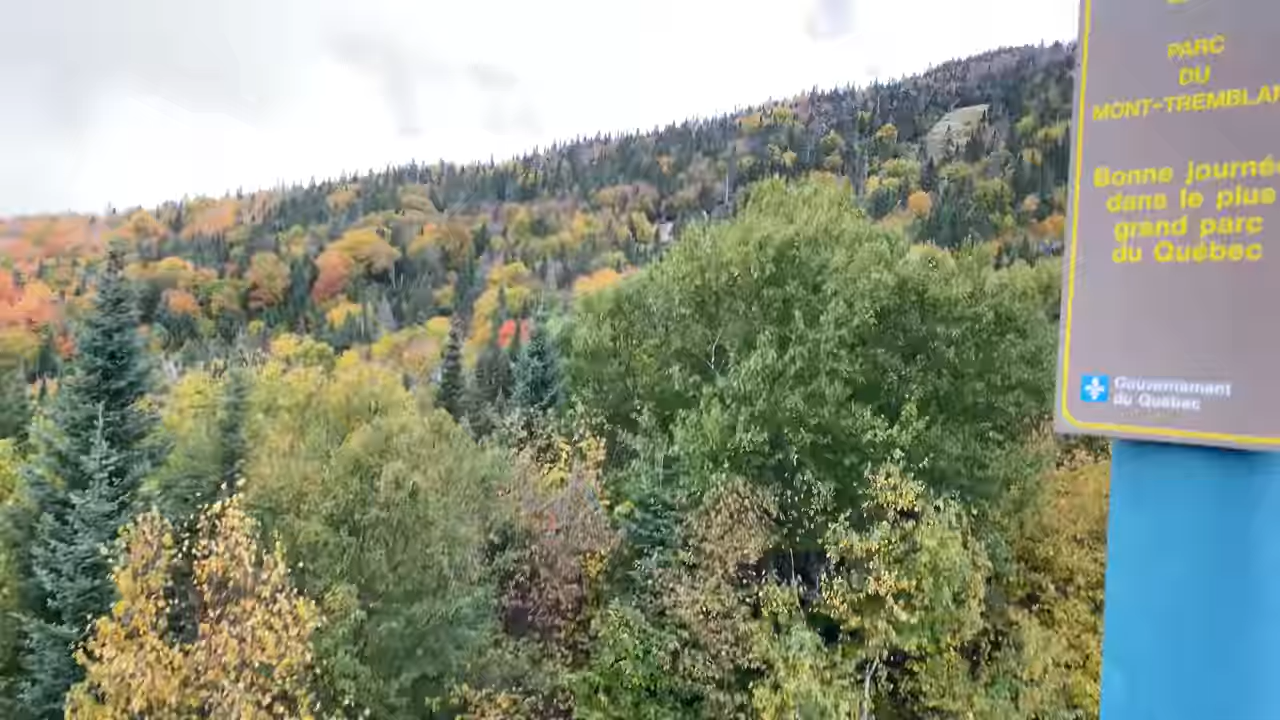 PARC
DU
MONT-TREMBLAN
Bonne journée
dans le plus
grand parc
du Québec
Gouvernement
du Québec